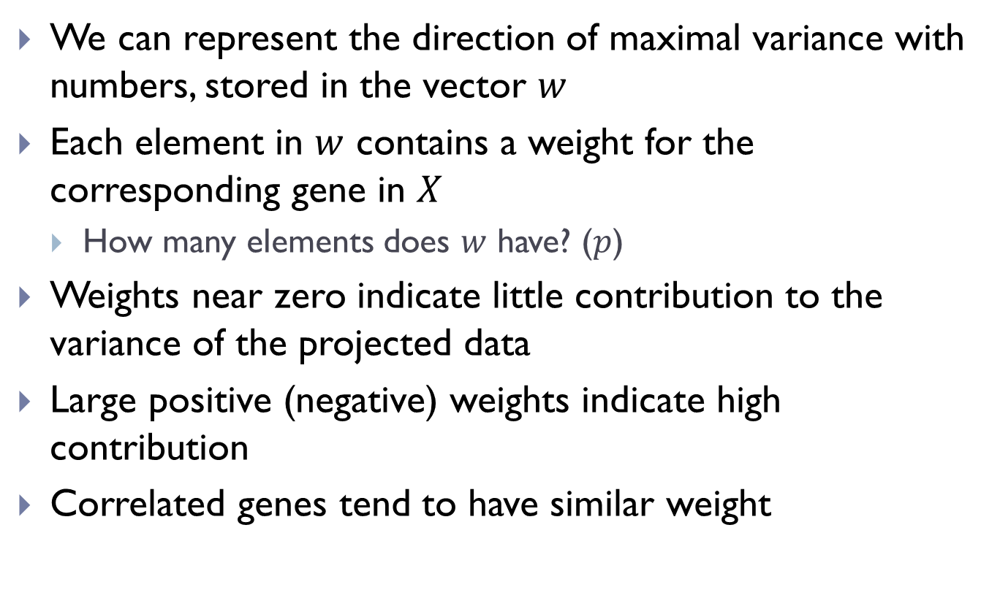 We can represent the direction of maximal variance with
numbers, stored in the vector w
Each element in w contains a weight for the
corresponding gene in X
How many elements does w have? (p)
Weights near zero indicate little contribution to the
variance of the projected data
Large positive (negative) weights indicate high
contribution
Correlated genes tend to have similar weight